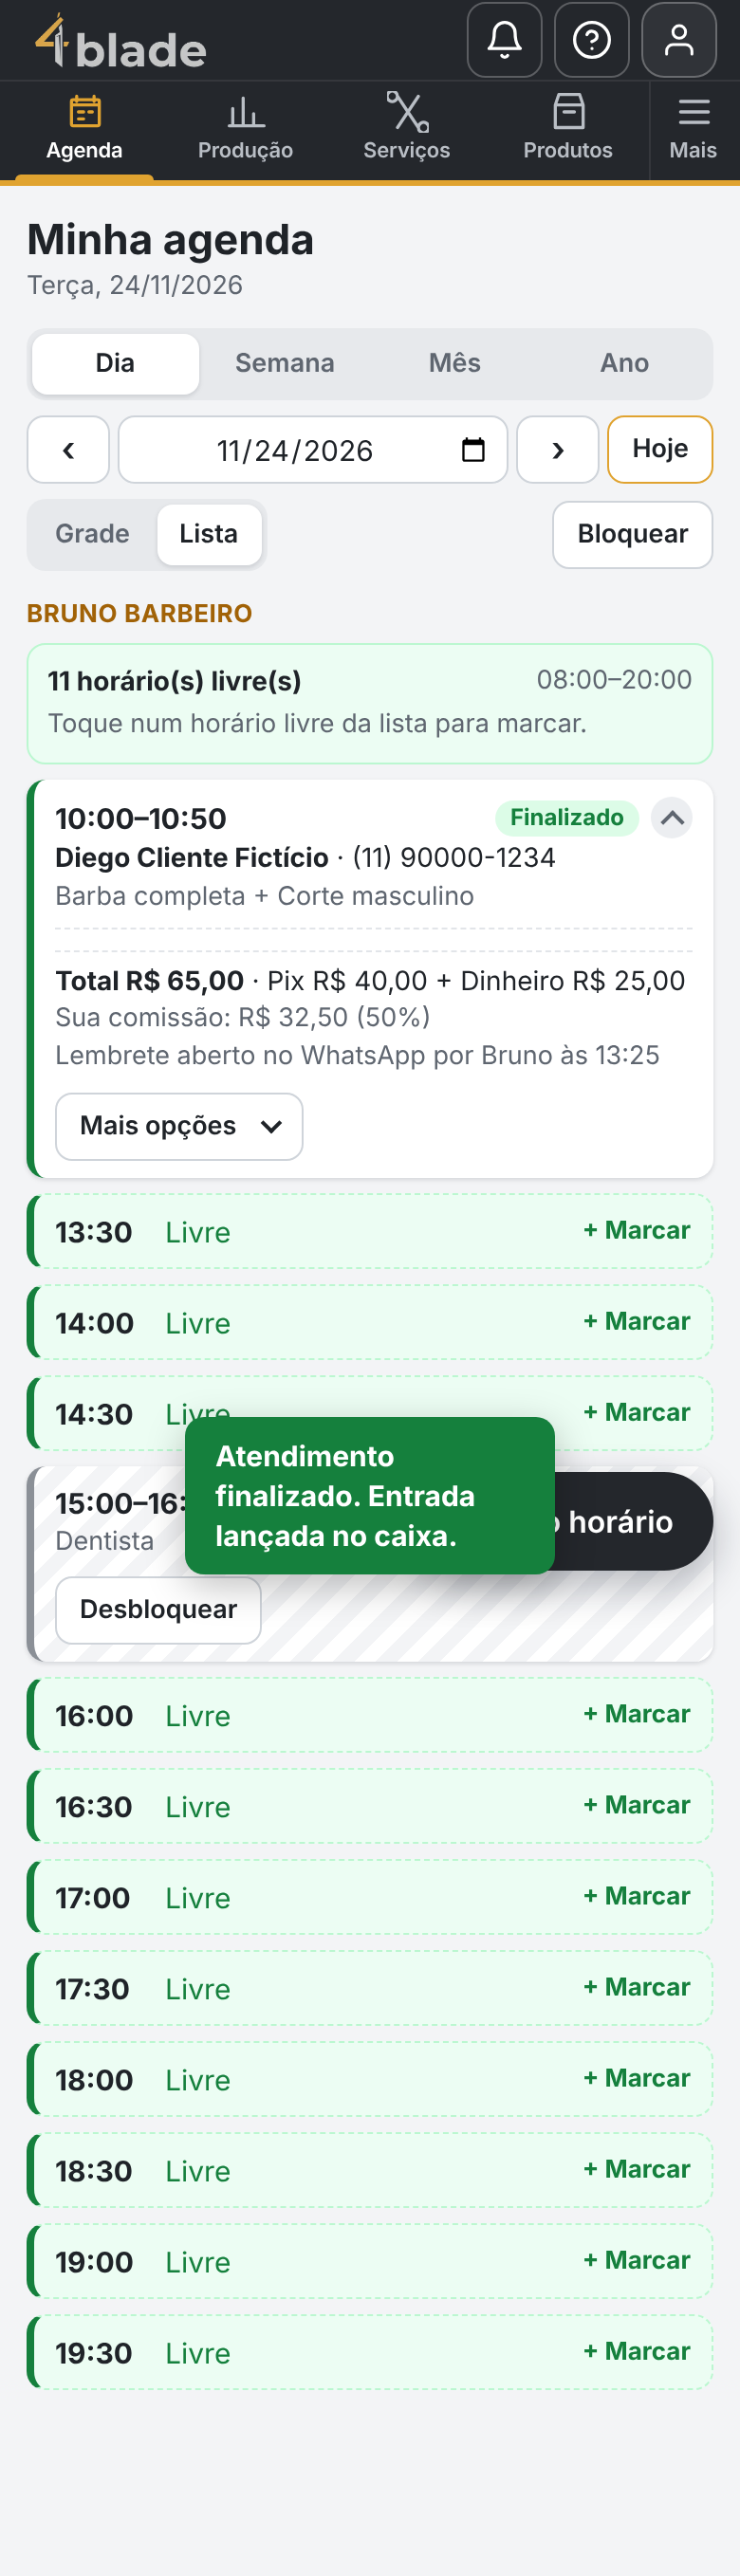 4blade
Agenda
Produção
Serviços
Produtos
Mais
Minha agenda
Terça, 24/11/2026
Dia
Semana
Mês
Ano
‹
11/24/2026
›
Hoje
Grade
Lista
Bloquear
BRUNO BARBEIRO
11 horário(s) livre(s)
08:00–20:00
Toque num horário livre da lista para marcar.
10:00–10:50
Finalizado
Diego Cliente Fictício · (11) 90000-1234
Barba completa + Corte masculino
Total R$ 65,00 · Pix R$ 40,00 + Dinheiro R$ 25,00
Sua comissão: R$ 32,50 (50%)
Lembrete aberto no WhatsApp por Bruno às 13:25
Mais opções
13:30 Livre + Marcar
14:00 Livre + Marcar
14:30 Livre + Marcar
Atendimento
finalizado. Entrada
lançada no caixa.
15:00–16:
horário
Dentista
Desbloquear
16:00 Livre + Marcar
16:30 Livre + Marcar
17:00 Livre + Marcar
17:30 Livre + Marcar
18:00 Livre + Marcar
18:30 Livre + Marcar
19:00 Livre + Marcar
19:30 Livre + Marcar